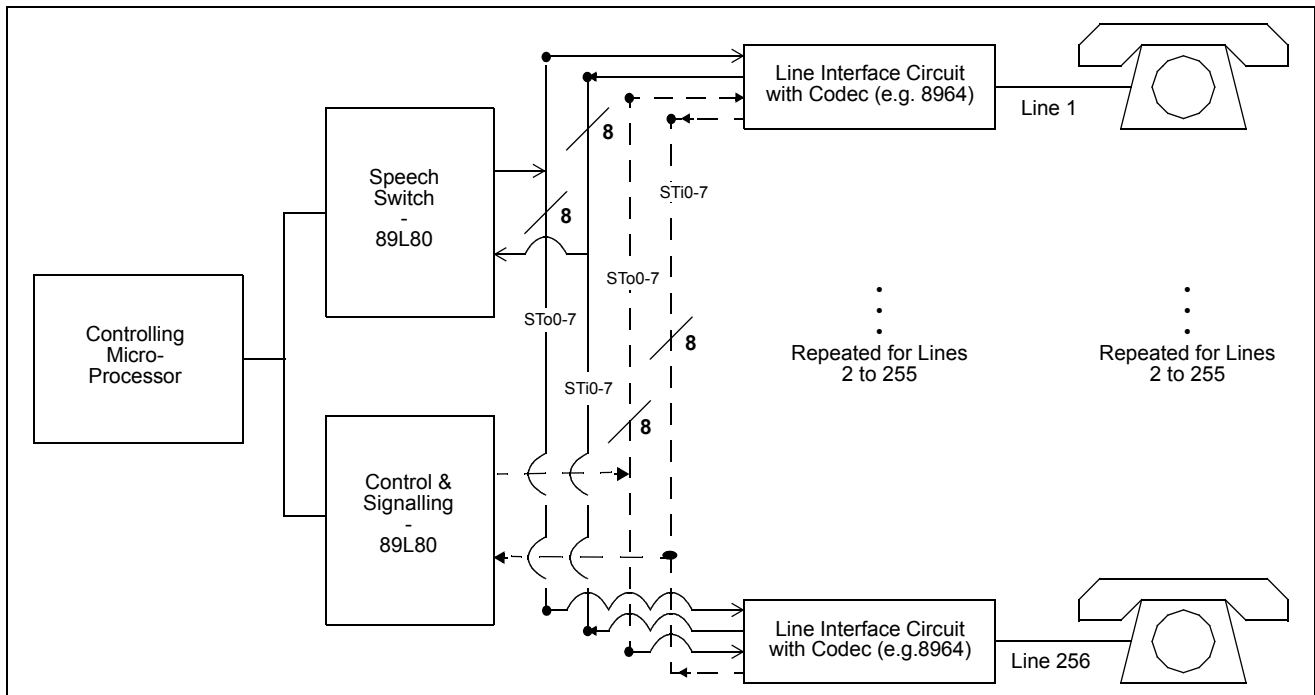 Line Interface Circuit
with Codec (e.g. 8964)
Line 1
8
STi0-7
Speech
Switch
-
89L80
8
STo0-7
STo0-7
Controlling
Micro-
Processor
8
STi0-7
Repeated for Lines
2 to 255
Repeated for Lines
2 to 255
8
Control &
Signalling
-
89L80
Line Interface Circuit
with Codec (e.g.8964)
Line 256